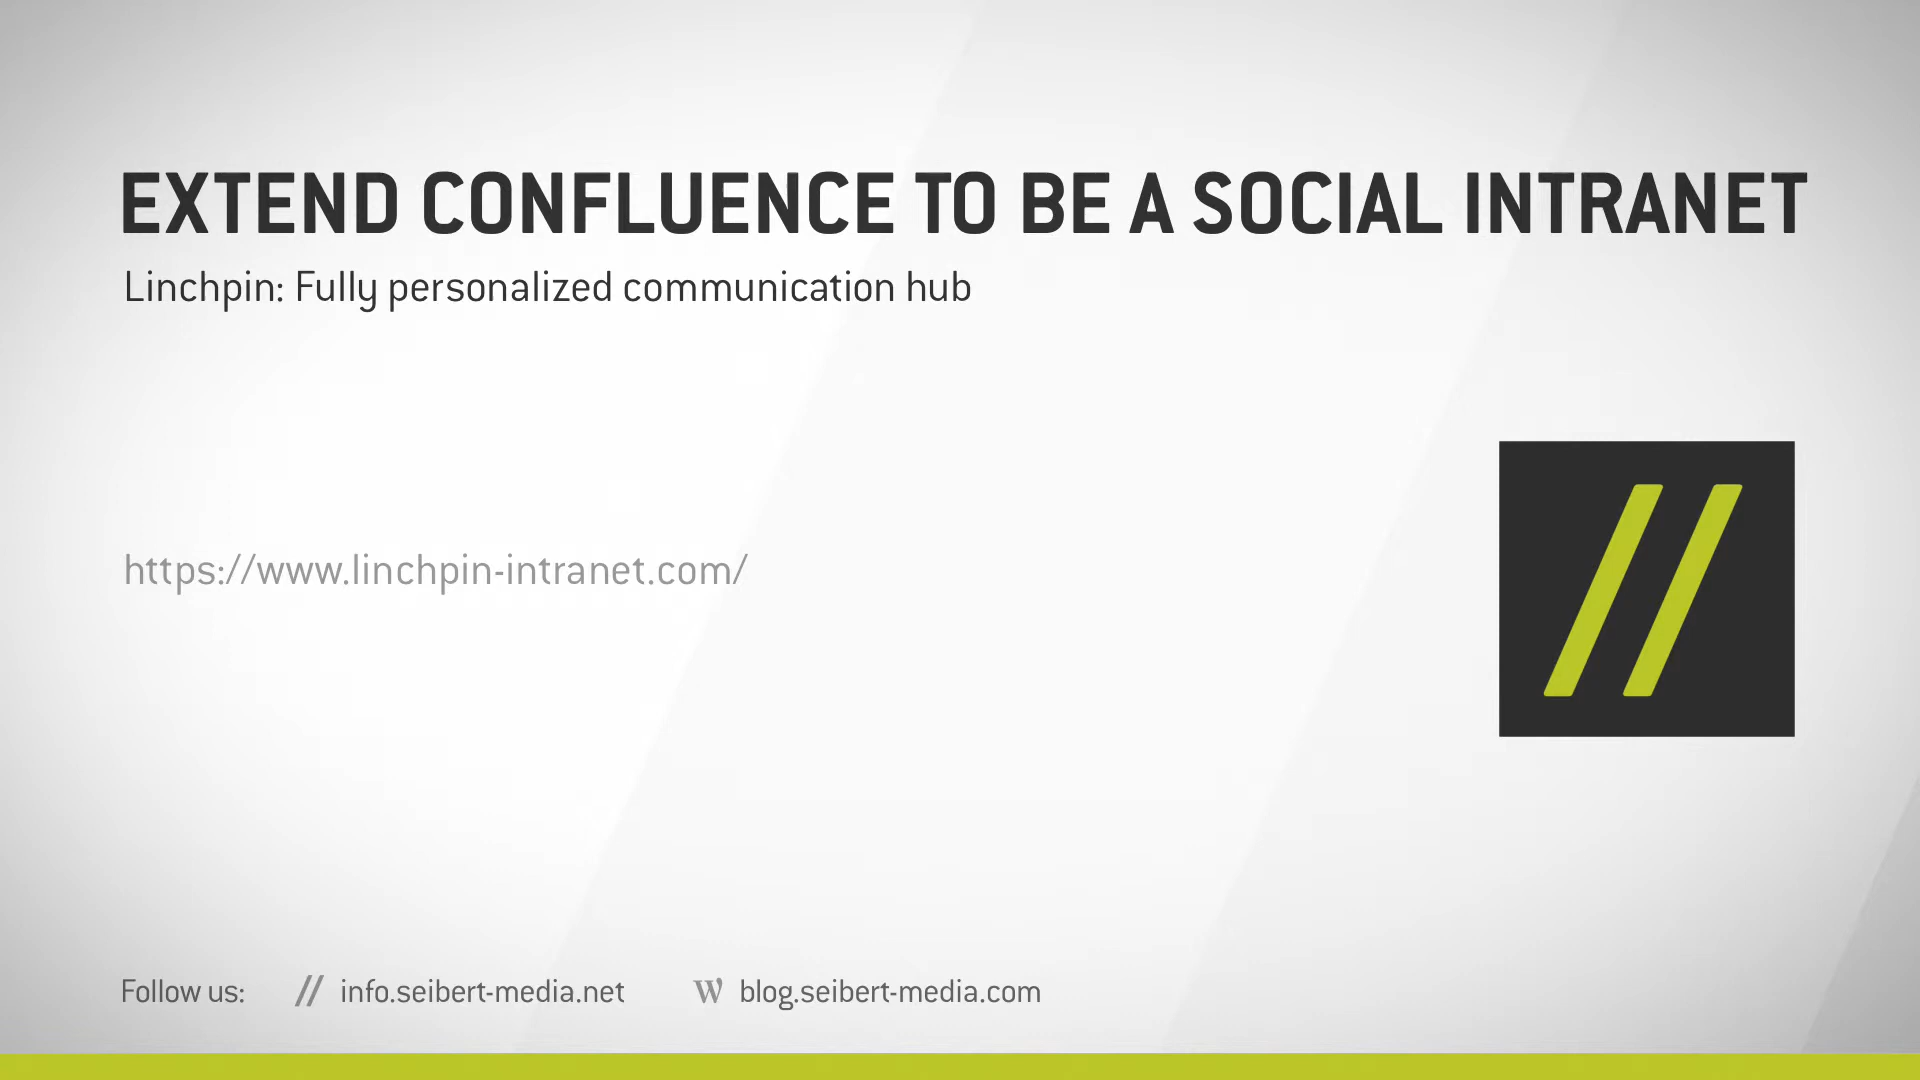 EXTEND CONFLUENCE TO BE A SOCIAL INTRANET
Linchpin: Fully personalized communication hub
https://www.linchpin-intranet.com/
Follow us: // info.seibert-media.net W blog.seibert-media.com